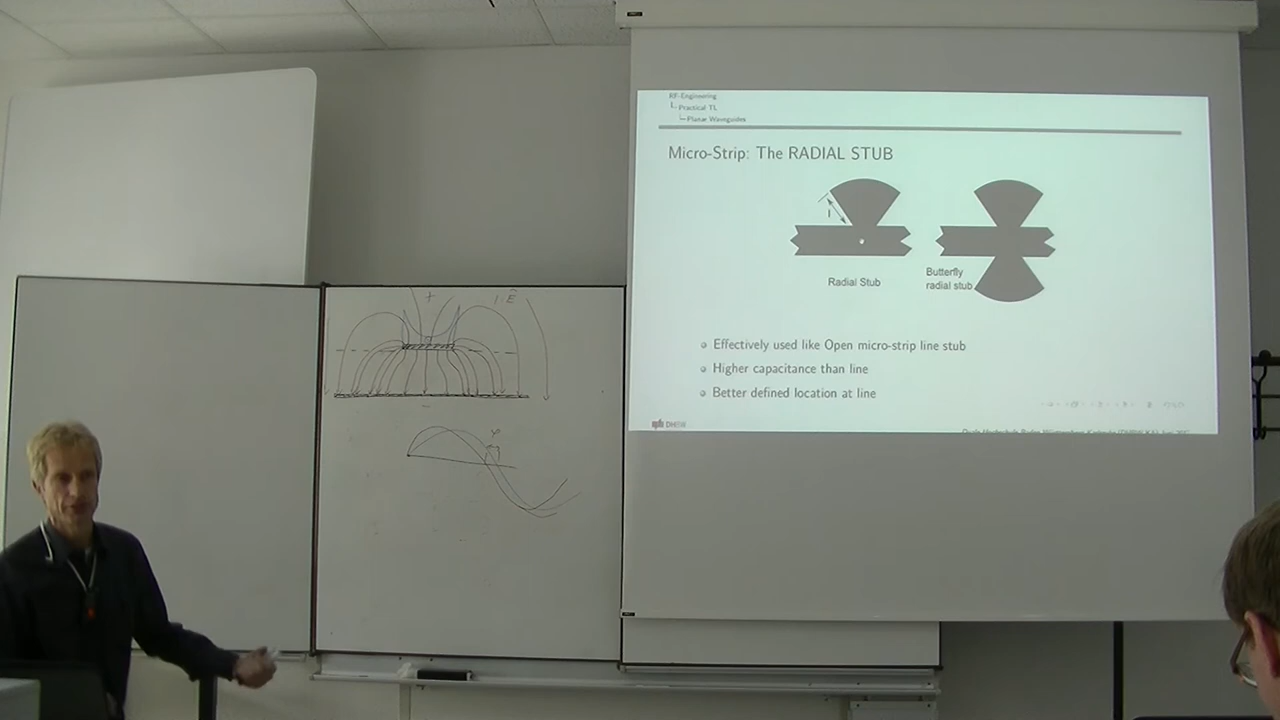 RF-Engineering
Practical TL
Planar Waveguides
Micro-Strip: The RADIAL STUB
l
Radial Stub
Butterfly
radial stub
Effectively used like Open micro-strip line stub
Higher capacitance than line
Better defined location at line
DHBW
+
E
-
φ